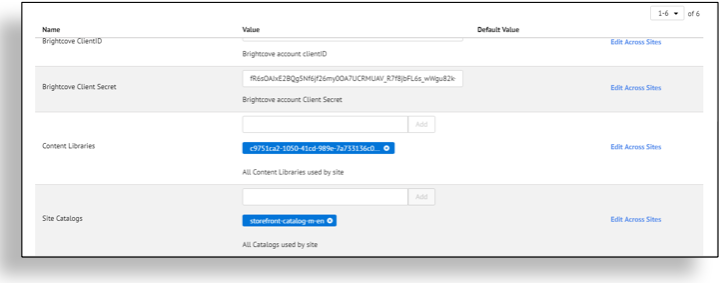 1-6 of 6
Name Value Default Value
Brightcove ClientID Edit Across Sites
Brightcove account clientID
Brightcove Client Secret Edit Across Sites
Brightcove account Client Secret
Add
Content Libraries c9751ca2-1050-41cd-989e-7a733136c0... Edit Across Sites
All Content Libraries used by site
Add
Site Catalogs storefront-catalog-m-en Edit Across Sites
All Catalogs used by site